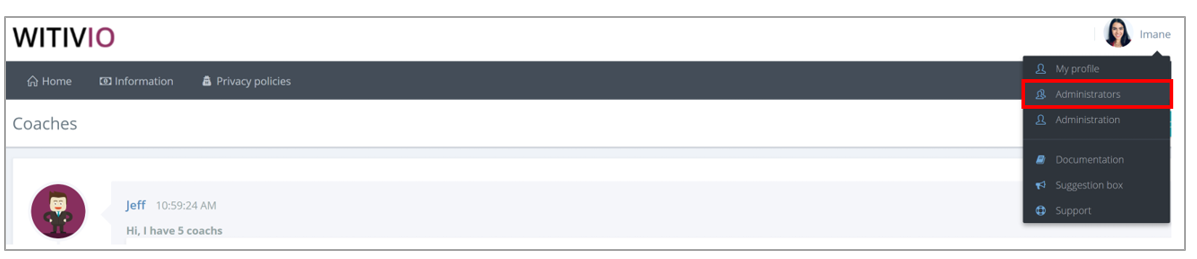 WITIVIO
Imane
Home Information Privacy policies
My profile
Administrators
Administration
Documentation
Suggestion box
Support
Coaches
Jeff 10:59:24 AM
Hi, I have 5 coachs